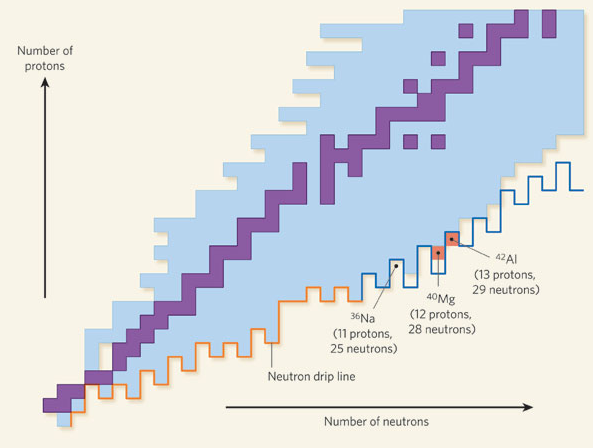 Number of
protons
⁴²Al
(13 protons,
29 neutrons)
⁴⁰Mg
(12 protons,
28 neutrons)
³⁶Na
(11 protons,
25 neutrons)
Neutron drip line
Number of neutrons